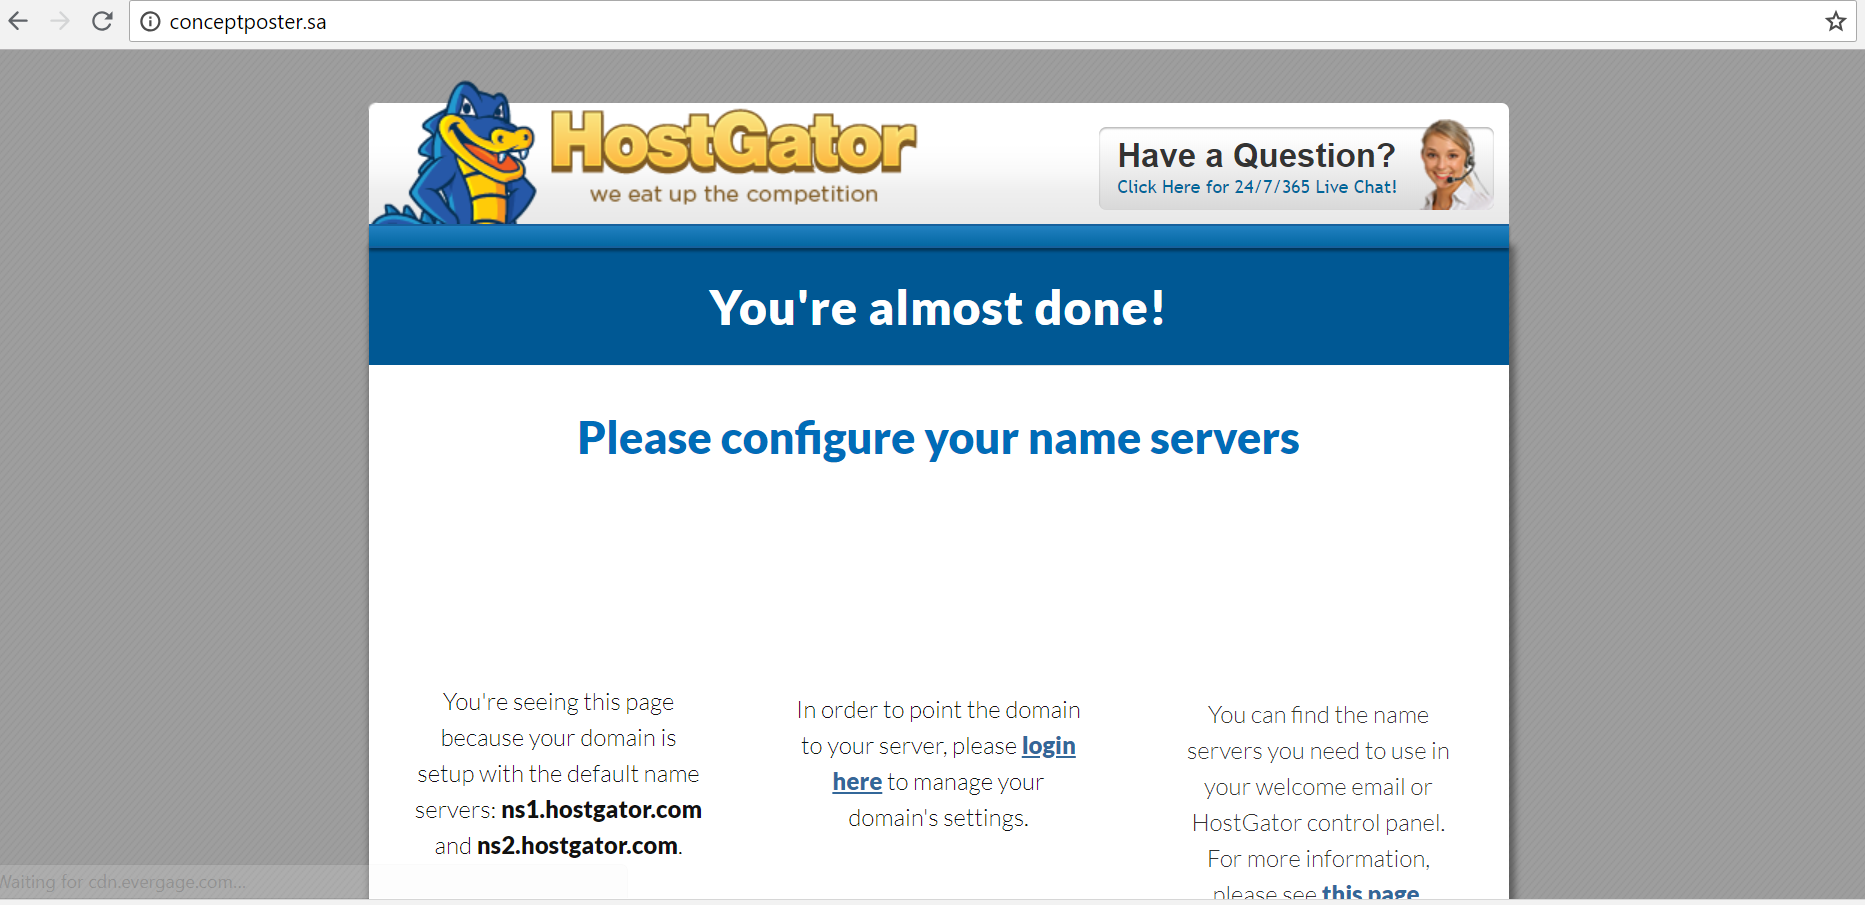 conceptposter.sa
HostGator
we eat up the competition
Have a Question?
Click Here for 24/7/365 Live Chat!
You're almost done!
Please configure your name servers
You're seeing this page
because your domain is
setup with the default name
servers: ns1.hostgator.com
and ns2.hostgator.com.
In order to point the domain
to your server, please login
here to manage your
domain's settings.
You can find the name
servers you need to use in
your welcome email or
HostGator control panel.
For more information,
please see this page
Waiting for cdn.evergage.com...